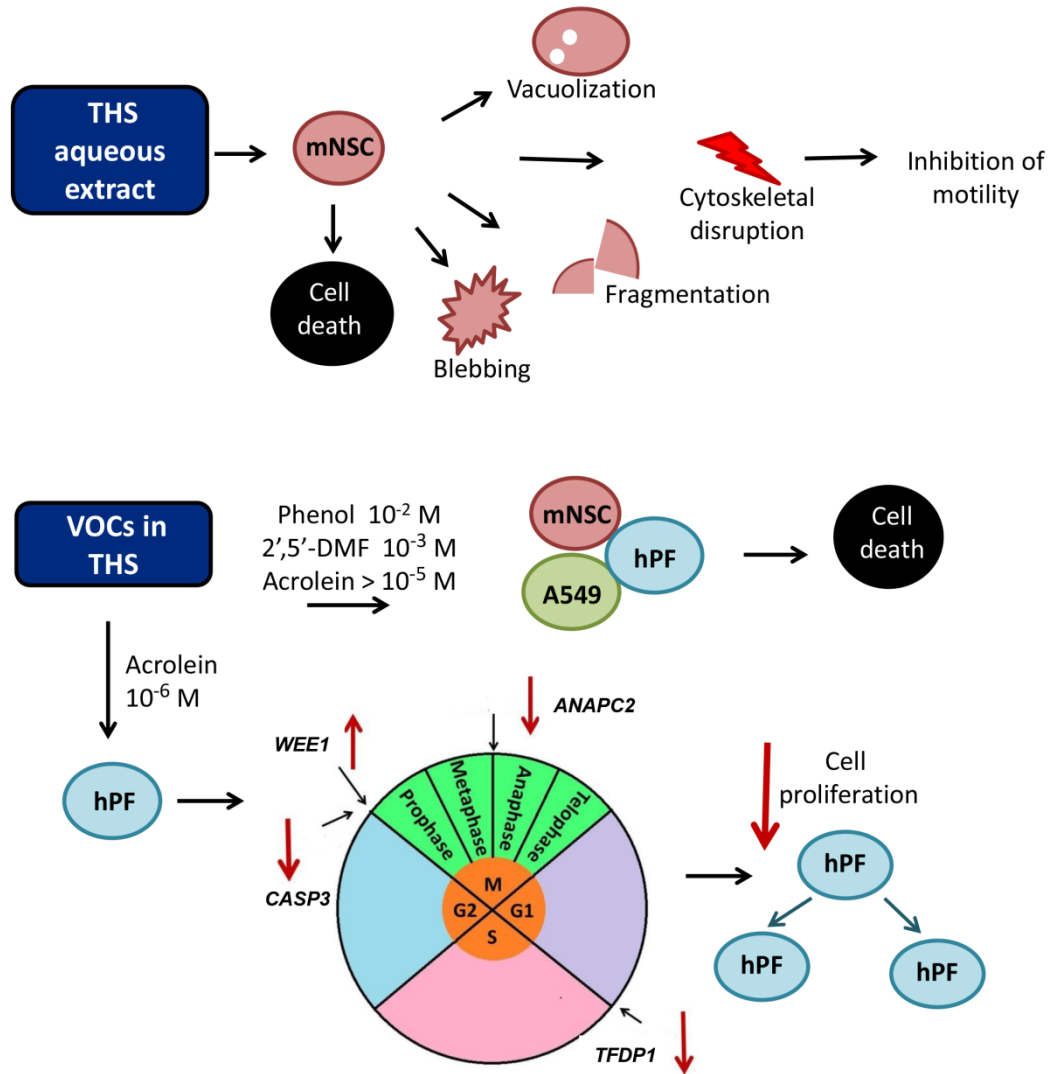 THS
aqueous
extract
mNSC
Vacuolization
Cytoskeletal
disruption
Inhibition of
motility
Cell
death
Blebbing
Fragmentation
VOCs in
THS
Phenol 10⁻² M
2',5'-DMF 10⁻³ M
Acrolein > 10⁻⁵ M
mNSC
hPF
A549
Cell
death
Acrolein
10⁻⁶ M
hPF
WEE1
CASP3
ANAPC2
Prophase
Metaphase
Anaphase
Telophase
M
G2
G1
S
TFDP1
Cell
proliferation
hPF
hPF
hPF